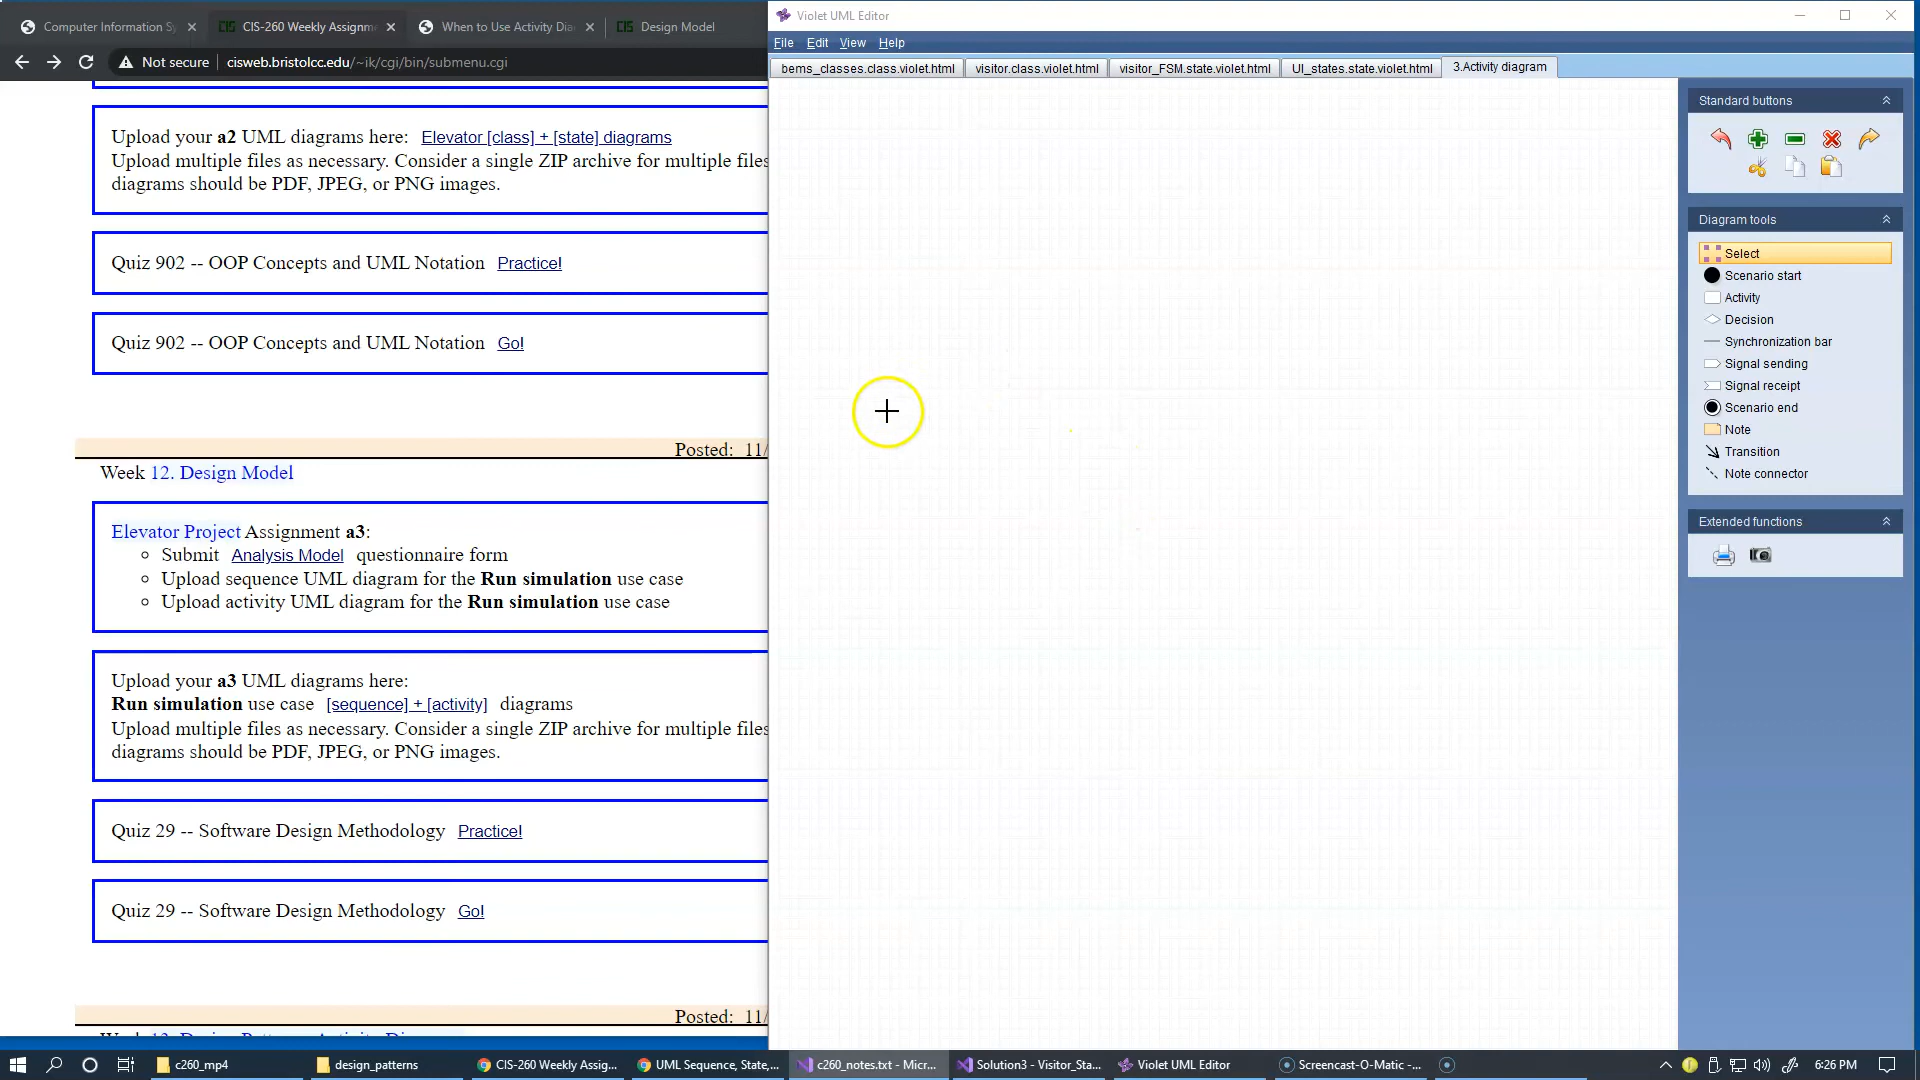 Computer Information Sy
CIS-260 Weekly Assignm
When to Use Activity Dia
CIS Design Model
Not secure
cisweb.bristolcc.edu/~ik/cgi/bin/submenu.cgi
Upload your a2 UML diagrams here: Elevator [class] + [state] diagrams
Upload multiple files as necessary. Consider a single ZIP archive for multiple files
diagrams should be PDF, JPEG, or PNG images.
Quiz 902 -- OOP Concepts and UML Notation Practice!
Quiz 902 -- OOP Concepts and UML Notation Go!
Posted: 11/
Week 12. Design Model
Elevator Project Assignment a3:
Submit Analysis Model questionnaire form
Upload sequence UML diagram for the Run simulation use case
Upload activity UML diagram for the Run simulation use case
Upload your a3 UML diagrams here:
Run simulation use case [sequence] + [activity] diagrams
Upload multiple files as necessary. Consider a single ZIP archive for multiple files
diagrams should be PDF, JPEG, or PNG images.
Quiz 29 -- Software Design Methodology Practice!
Quiz 29 -- Software Design Methodology Go!
Posted: 11/
Violet UML Editor
File Edit View Help
bems_classes.class.violet.html
visitor.class.violet.html
visitor_FSM.state.violet.html
UI_states.state.violet.html
3.Activity diagram
Standard buttons
Diagram tools
Select
Scenario start
Activity
Decision
Synchronization bar
Signal sending
Signal receipt
Scenario end
Note
Transition
Note connector
Extended functions
c260_mp4
design_patterns
CIS-260 Weekly Assig...
UML Sequence, State,...
c260_notes.txt - Micr...
Solution3 - Visitor_Sta...
Violet UML Editor
Screencast-O-Matic -...
6:26 PM